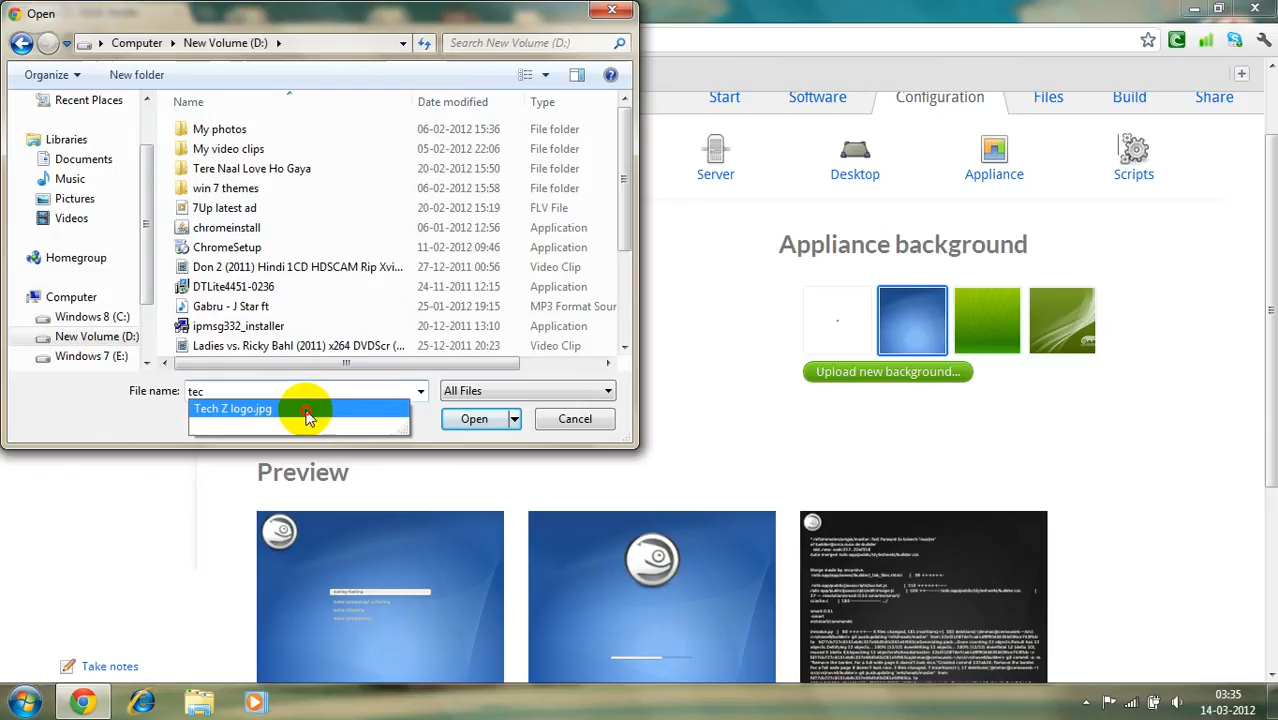 Open
Computer
New Volume (D:)
Search New Volume (D:)
Organize
New folder
Name
Date modified
Type
Recent Places
Libraries
Documents
Music
Pictures
Videos
Homegroup
Computer
Windows 8 (C:)
New Volume (D:)
Windows 7 (E:)
My photos 06-02-2012 15:36 File folder
My video clips 05-02-2012 22:06 File folder
Tere Naal Love Ho Gaya 20-02-2012 15:50 File folder
win 7 themes 06-02-2012 15:58 File folder
7Up latest ad 20-02-2012 15:19 FLV File
chromeinstall 06-01-2012 12:56 Application
ChromeSetup 11-02-2012 09:46 Application
Don 2 (2011) Hindi 1CD HDSCAM Rip Xvi... 27-12-2011 00:56 Video Clip
DTLite4451-0236 24-11-2011 12:15 Application
Guoru - J Star ft 25-01-2012 19:15 MP3 Format Sour
ipmsg332_installer 20-12-2011 13:10 Application
Ladies vs. Ricky Bahl (2011) x264 DVDScr (... 25-12-2011 20:23 Video Clip
File name:
tec
All Files
Tech Z logo.jpg
Open
Cancel
Start
Software
Configuration
Files
Build
Share
Server
Desktop
Appliance
Scripts
Appliance background
Upload new background...
Preview
Take notes
14-03-2012